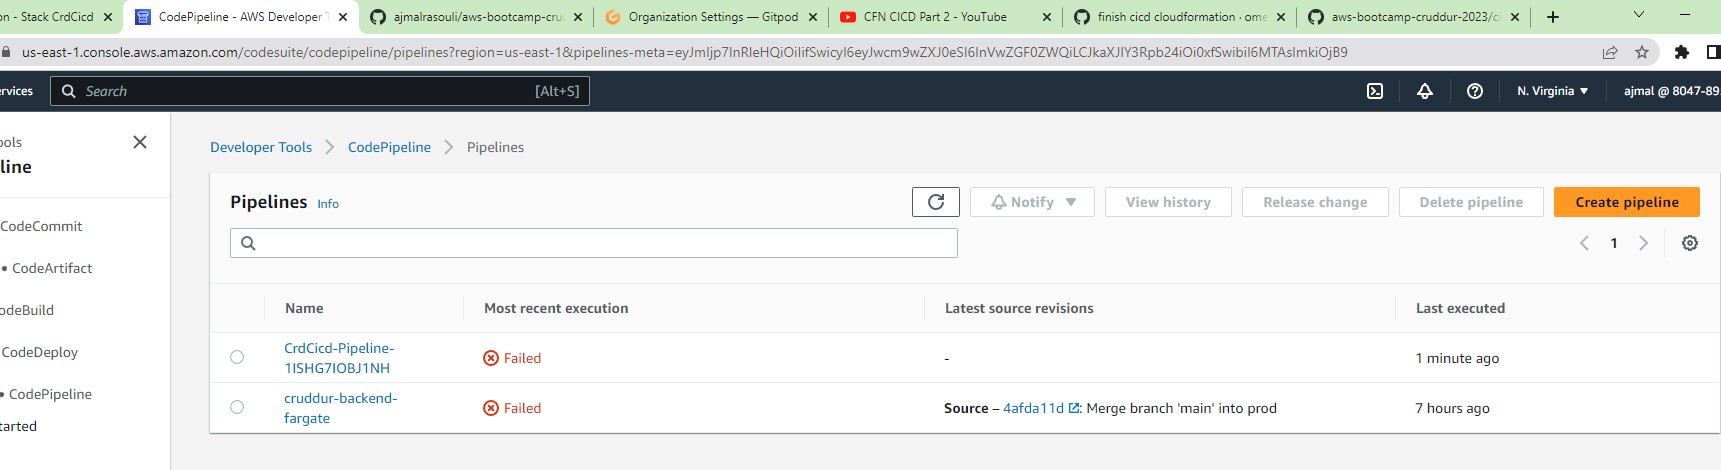 on - Stack CrdCicd
CodePipeline - AWS Developer T
ajmalrasouli/aws-bootcamp-crud
Organization Settings — Gitpod
CFN CICD Part 2 - YouTube
finish cicd cloudformation · ome
aws-bootcamp-cruddur-2023/ci
us-east-1.console.aws.amazon.com/codesuite/codepipeline/pipelines?region=us-east-1&pipelines-meta=
ervices
Search
[Alt+S]
N. Virginia
ajmal @ 8047-89
ools
line
CodeCommit
CodeArtifact
odeBuild
CodeDeploy
CodePipeline
tarted
Developer Tools
CodePipeline
Pipelines
Pipelines
Info
Notify
View history
Release change
Delete pipeline
Create pipeline
1
Name
Most recent execution
Latest source revisions
Last executed
CrdCicd-Pipeline-
1ISHG7IOBJ1NH
Failed
-
1 minute ago
cruddur-backend-
fargate
Failed
Source – 4afda11d : Merge branch 'main' into prod
7 hours ago